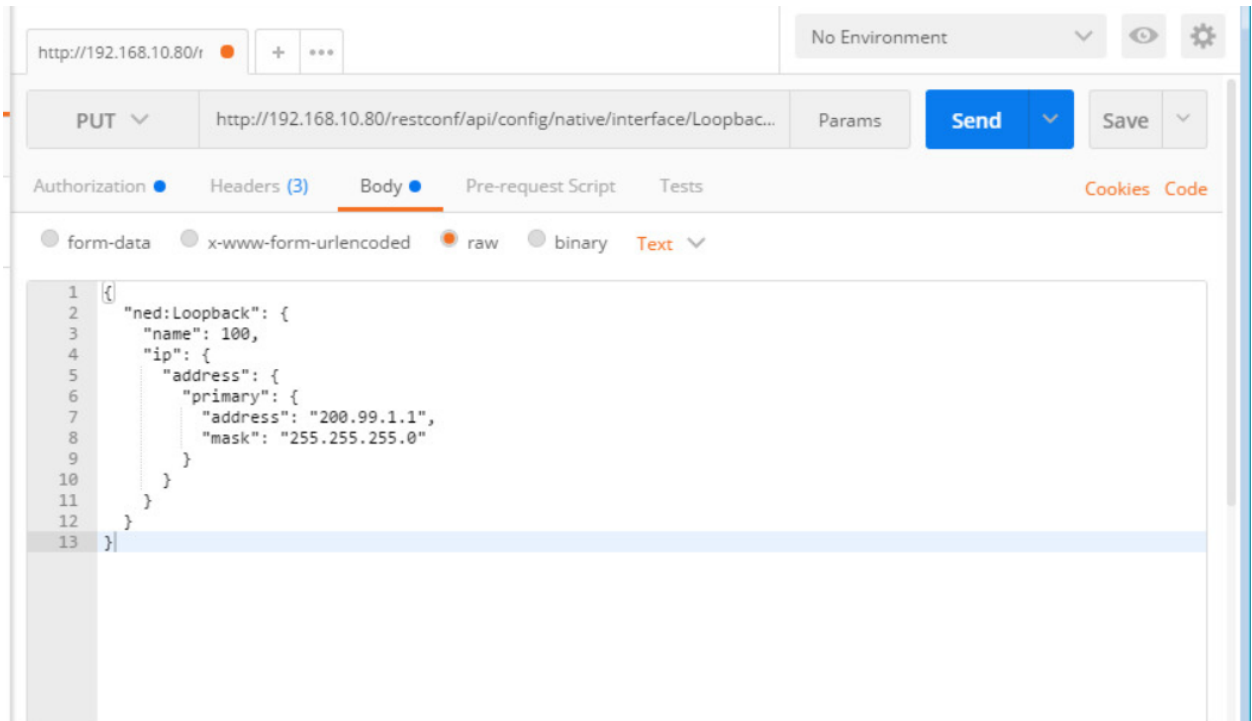 http://192.168.10.80/r
+
No Environment
PUT
http://192.168.10.80/restconf/api/config/native/interface/Loopbac...
Params
Send
Save
Authorization
Headers (3)
Body
Pre-request Script
Tests
Cookies
Code
form-data
x-www-form-urlencoded
raw
binary
Text
1 {
2 "ned:Loopback": {
3 "name": 100,
4 "ip": {
5 "address": {
6 "primary": {
7 "address": "200.99.1.1",
8 "mask": "255.255.255.0"
9 }
10 }
11 }
12 }
13 }